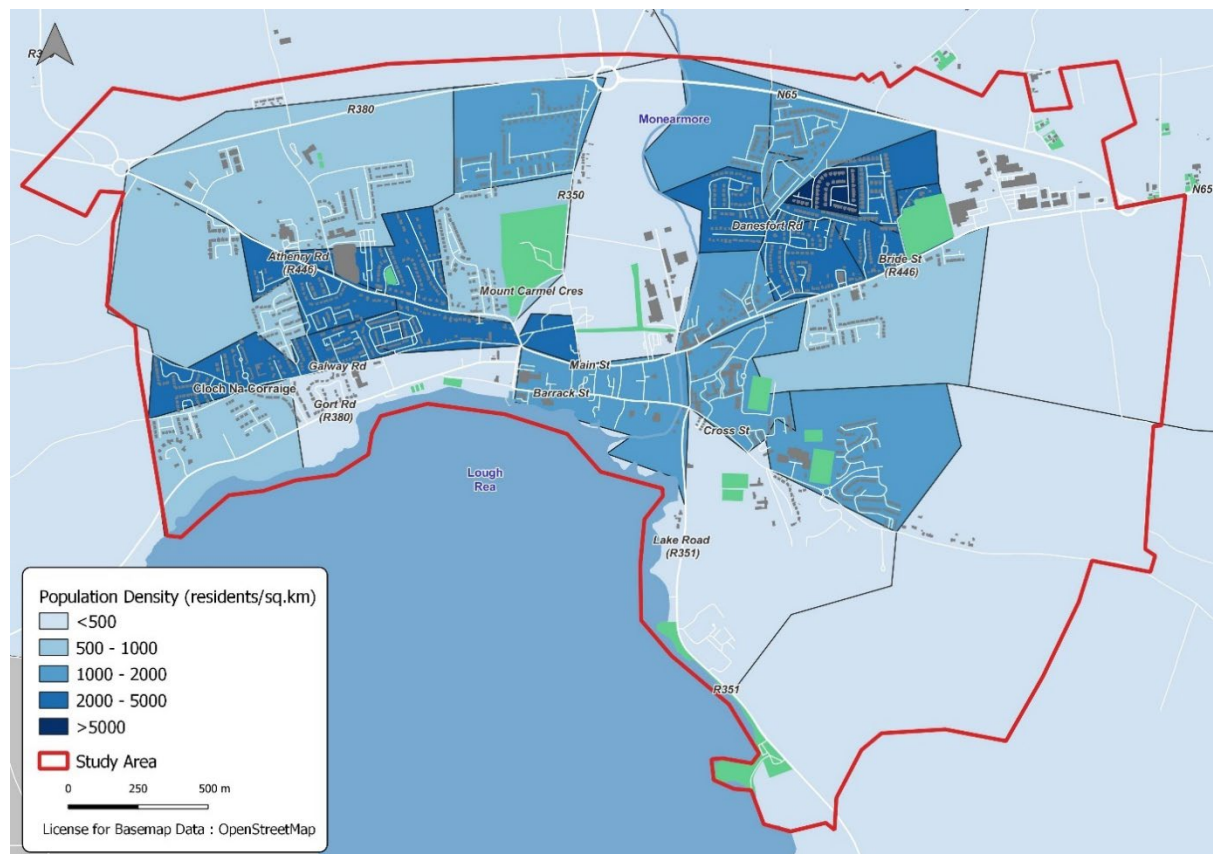 R380
N65
Monearmore
R350
N65
Danesfort Rd
Athenry Rd
(R446)
Bride St
(R446)
Mount Carmel Cres
Main St
Galway Rd
Cloch Na Corraige
Barrack St
Gort Rd
(R380)
Cross St
Lough
Rea
Lake Road
(R351)
R351
Population Density (residents/sq.km)
<500
500 - 1000
1000 - 2000
2000 - 5000
>5000
Study Area
0 250 500 m
License for Basemap Data : OpenStreetMap